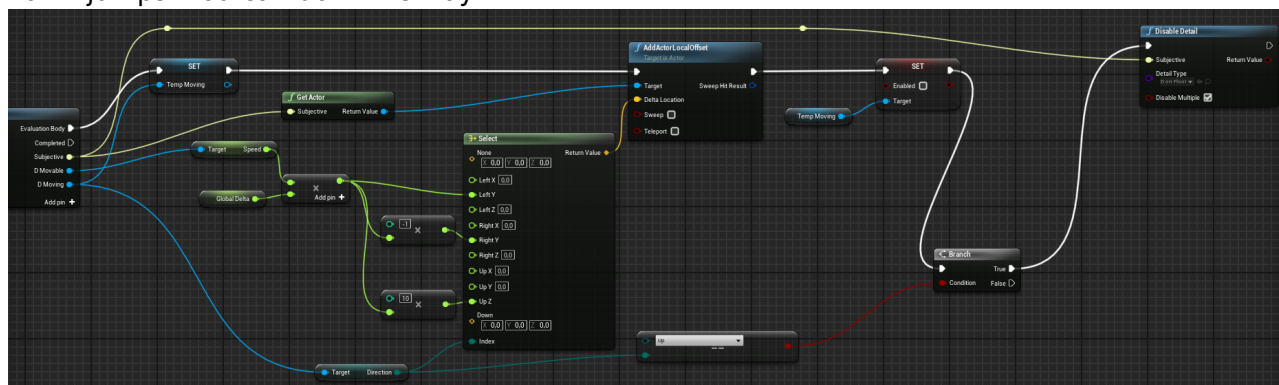 Evaluation Body
Completed
Subjective
D Movable
D Moving
Add pin +
SET
Temp Moving
Get Actor
Subjective Return Value
Target Speed
Global Delta
×
Add pin +
-1 ×
10 ×
Select
None Return Value
X 0,0 Y 0,0 Z 0,0
Left X 0,0
Left Y
Left Z 0,0
Right X 0,0
Right Y
Right Z 0,0
Up X 0,0
Up Y 0,0
Up Z
Down
X 0,0 Y 0,0 Z 0,0
Index
Target Direction
AddActorLocalOffset
Target is Actor
Target Sweep Hit Result
Delta Location
Sweep
Teleport
Temp Moving
SET
Enabled
Target
Up
==
Branch
True
Condition False
Disable Detail
Subjective Return Value
Detail Type
Disable Multiple